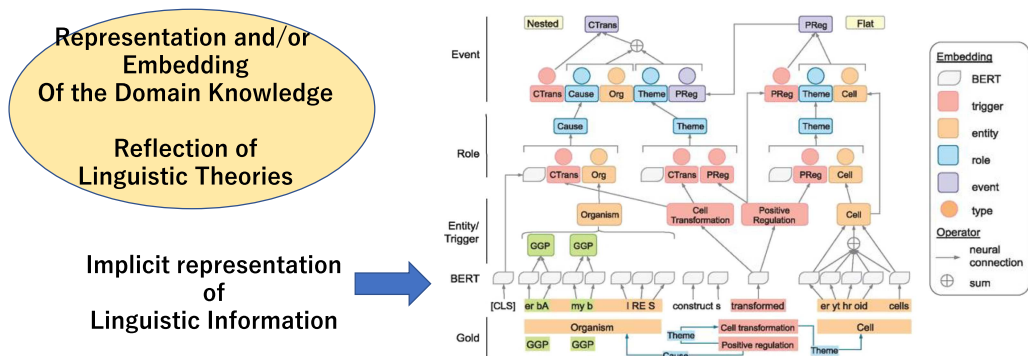 Representation and/or
Embedding
Of the Domain Knowledge
Reflection of
Linguistic Theories
Implicit representation
of
Linguistic Information
Nested
CTrans
PReg
Flat
Event
CTrans
Cause
Org
Theme
PReg
PReg
Theme
Cell
Cause
Theme
Theme
Role
CTrans
Org
CTrans
PReg
PReg
Cell
Entity/
Trigger
Organism
Cell
Transformation
Positive
Regulation
Cell
GGP
GGP
BERT
[CLS]
er bA
my b
I RE S
construct s
transformed
er yt hr oid
cells
Gold
Organism
Theme
Cell transformation
Cell
GGP
GGP
Positive regulation
Theme
Cause
Embedding
BERT
trigger
entity
role
event
type
Operator
neural
connection
sum